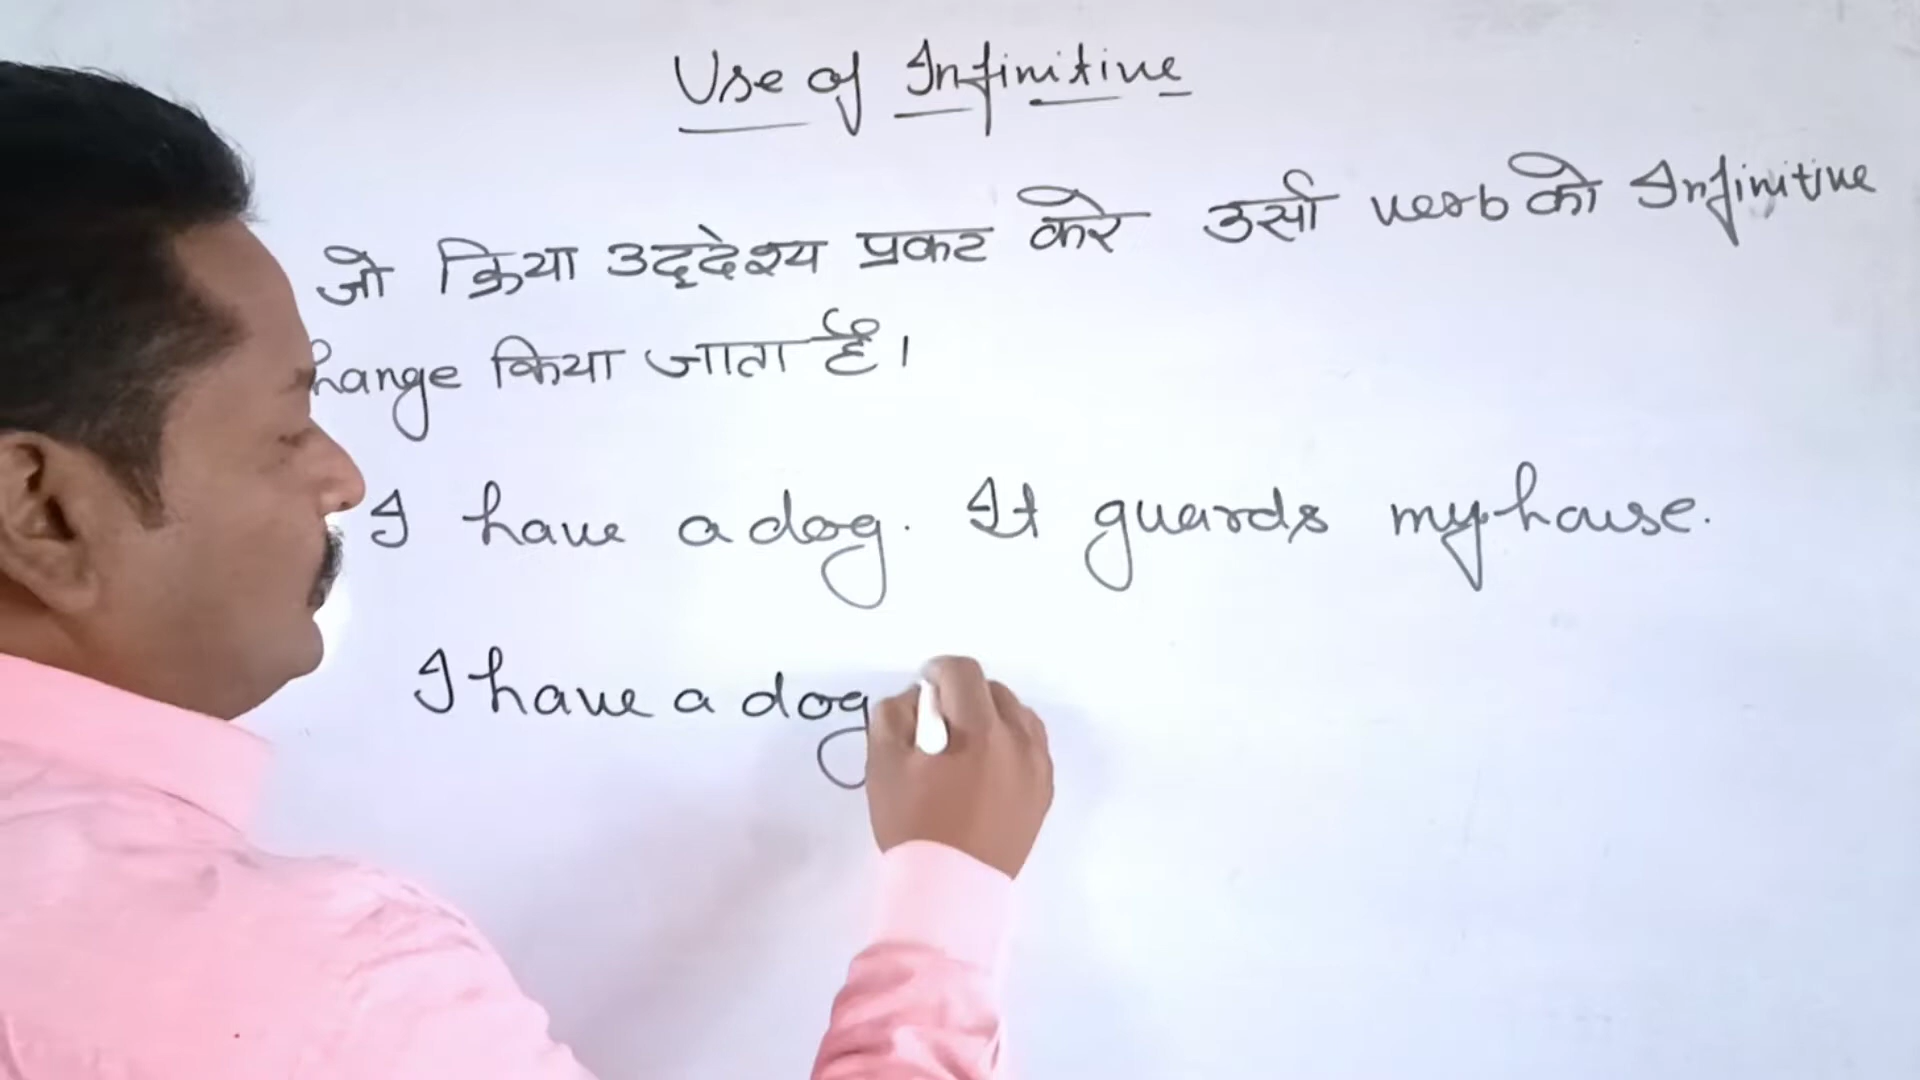 Use of Infinitive
जो क्रिया उद्देश्य प्रकट करे उसी verb को Infinitive
hange किया जाता है।
I have a dog. It guards my house.
I have a dog